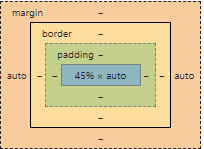 margin –
border –
padding –
auto – – 45% × auto – – auto
–
–
–